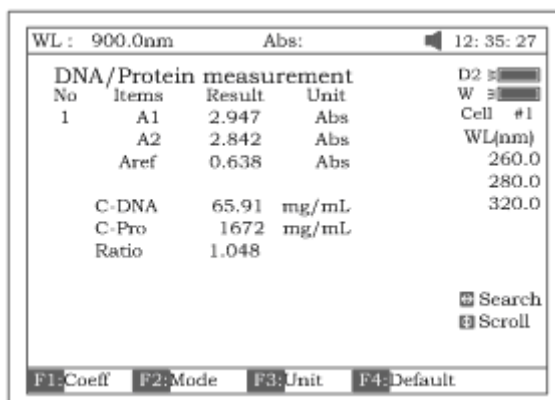 WL : 900.0nm Abs: 12: 35: 27
DNA/Protein measurement D2
No Items Result Unit W
1 A1 2.947 Abs Cell #1
A2 2.842 Abs WL(nm)
Aref 0.638 Abs 260.0
280.0
C-DNA 65.91 mg/mL 320.0
C-Pro 1672 mg/mL
Ratio 1.048
Search
Scroll
F1:Coeff F2:Mode F3:Unit F4:Default